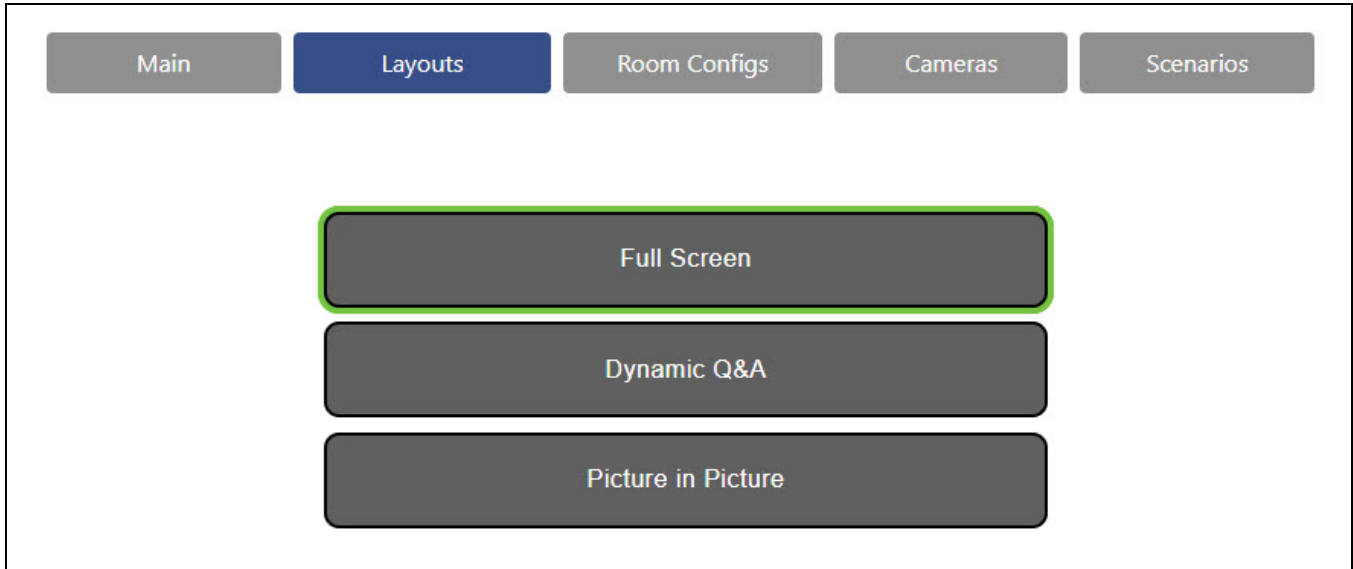 Main Layouts Room Configs Cameras Scenarios
Full Screen
Dynamic Q&A
Picture in Picture